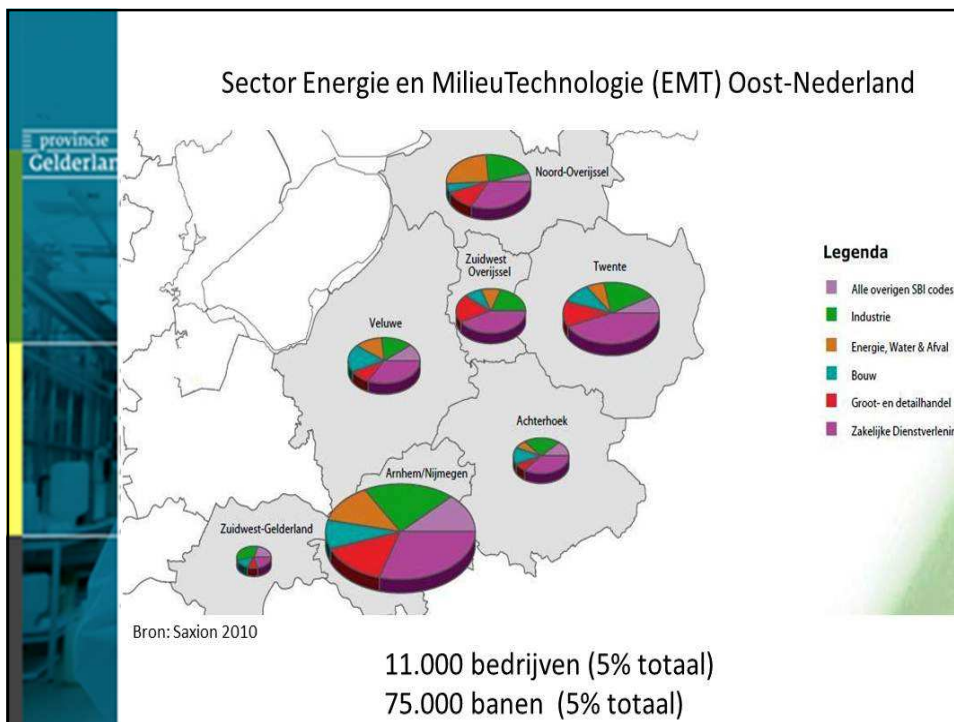 Sector Energie en MilieuTechnologie (EMT) Oost-Nederland
provincie
Gelderlan
Noord-Overijssel
Zuidwest
Overijssel
Twente
Veluwe
Achterhoek
Arnhem/Nijmegen
Zuidwest-Gelderland
Legenda
Alle overigen SBI codes
Industrie
Energie, Water & Afval
Bouw
Groot- en detailhandel
Zakelijke Dienstverlenin
Bron: Saxion 2010
11.000 bedrijven (5% totaal)
75.000 banen (5% totaal)